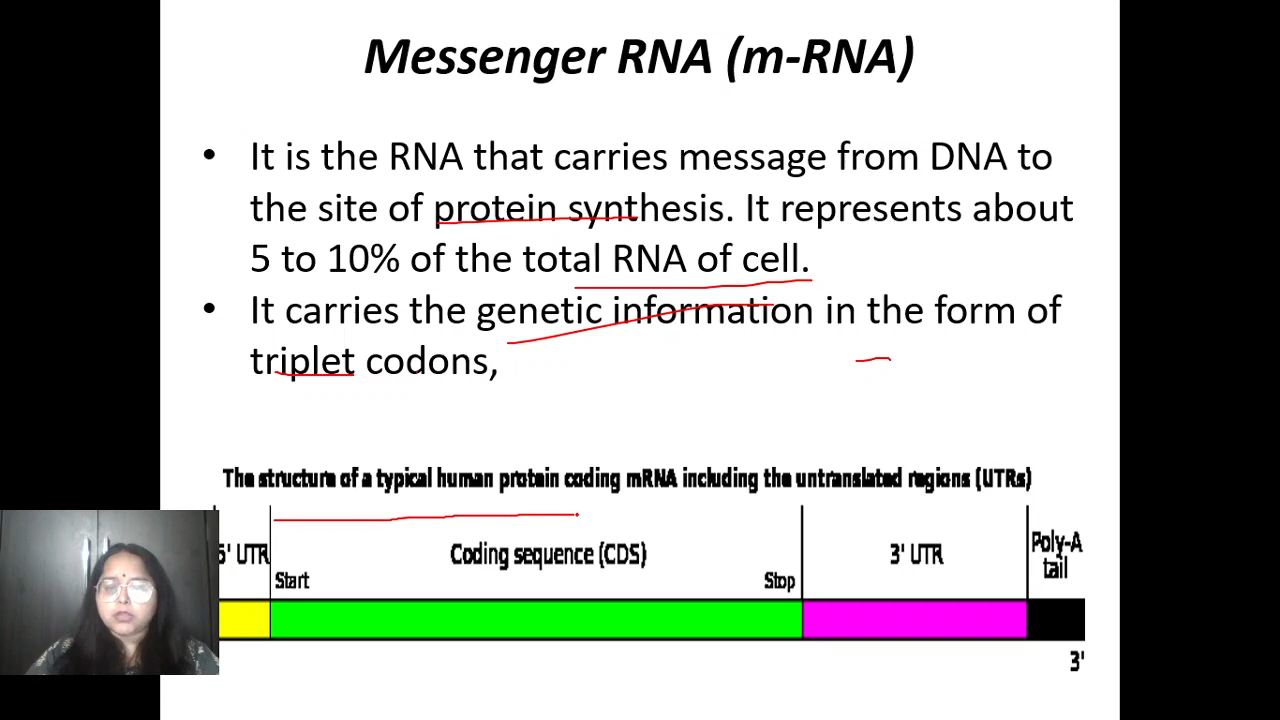 Messenger RNA (m-RNA)
• It is the RNA that carries message from DNA to
the site of protein synthesis. It represents about
5 to 10% of the total RNA of cell.
• It carries the genetic information in the form of
triplet codons,
The structure of a typical human protein coding mRNA including the untranslated regions (UTRs)
5' UTR
Coding sequence (CDS)
3' UTR
Poly-A
tail
Start
Stop
3'